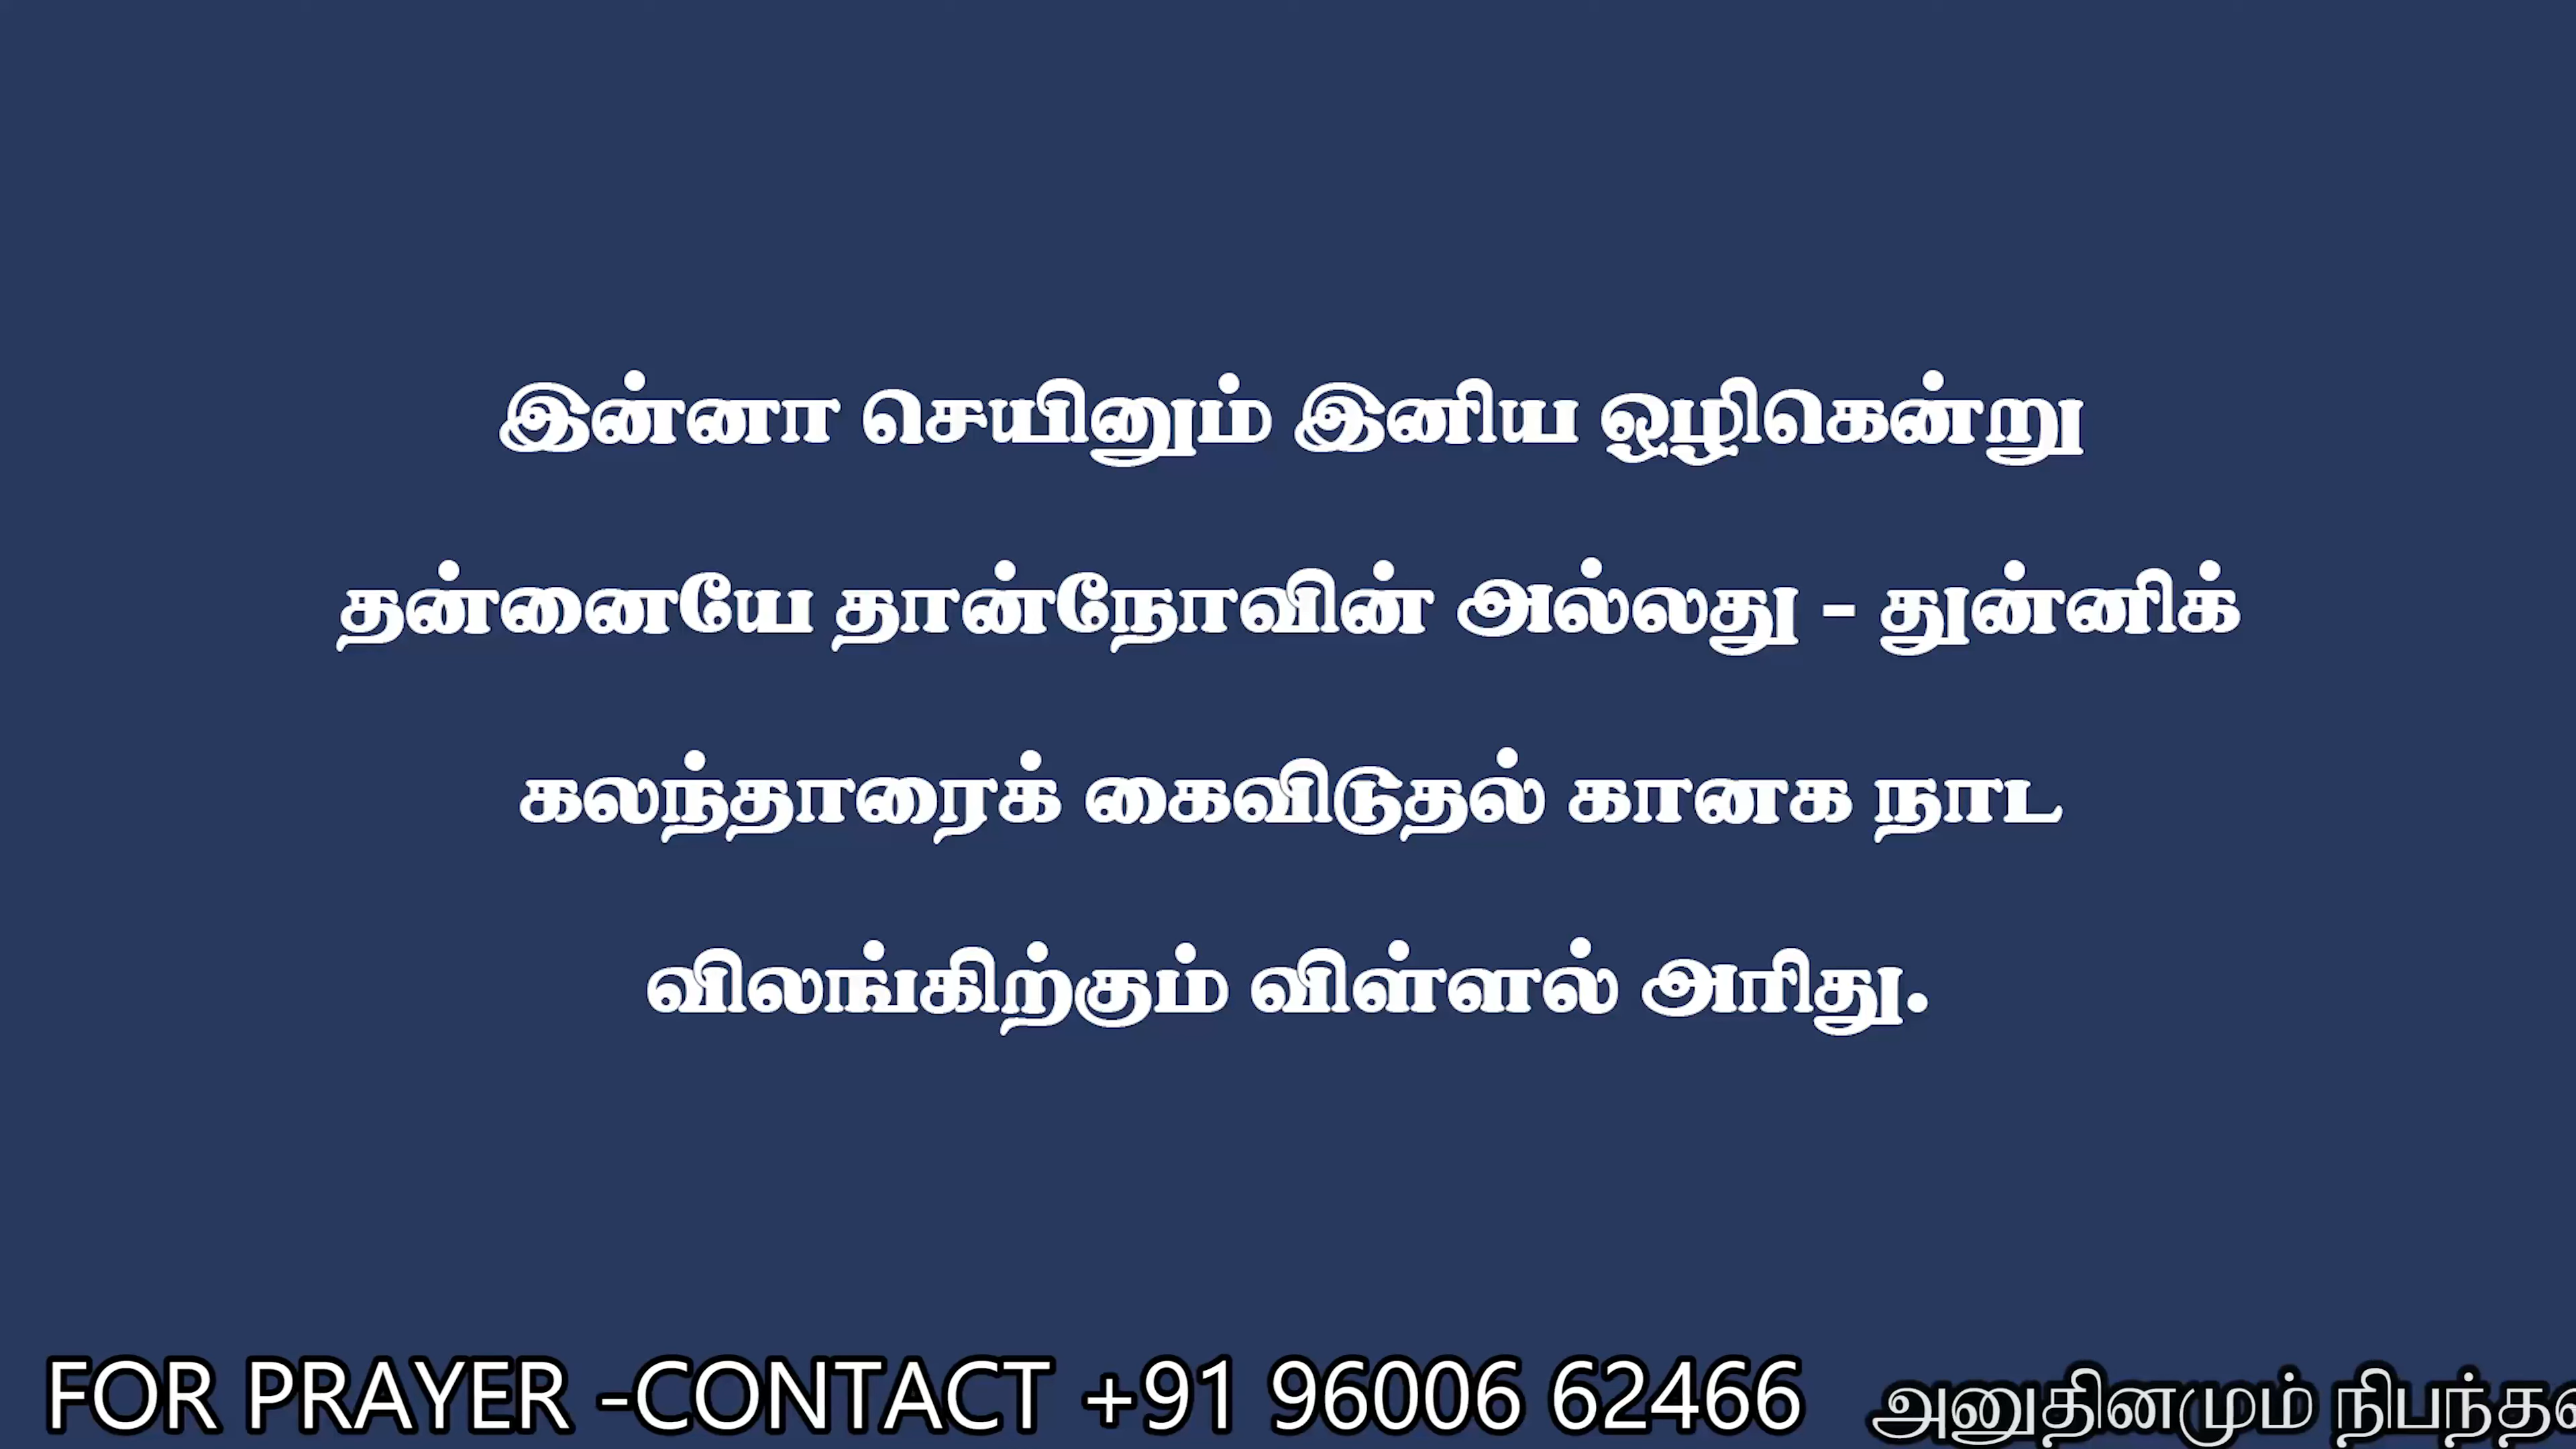 இன்னா செயினும் இனிய ஒழிகென்று
தன்னையே தான்நோவின் அல்லது - துன்னிக்
கலந்தாரைக் கைவிடுதல் கானக நாட
விலங்கிற்கும் விள்ளல் அரிது.
FOR PRAYER -CONTACT +91 96006 62466 அனுதினமும்